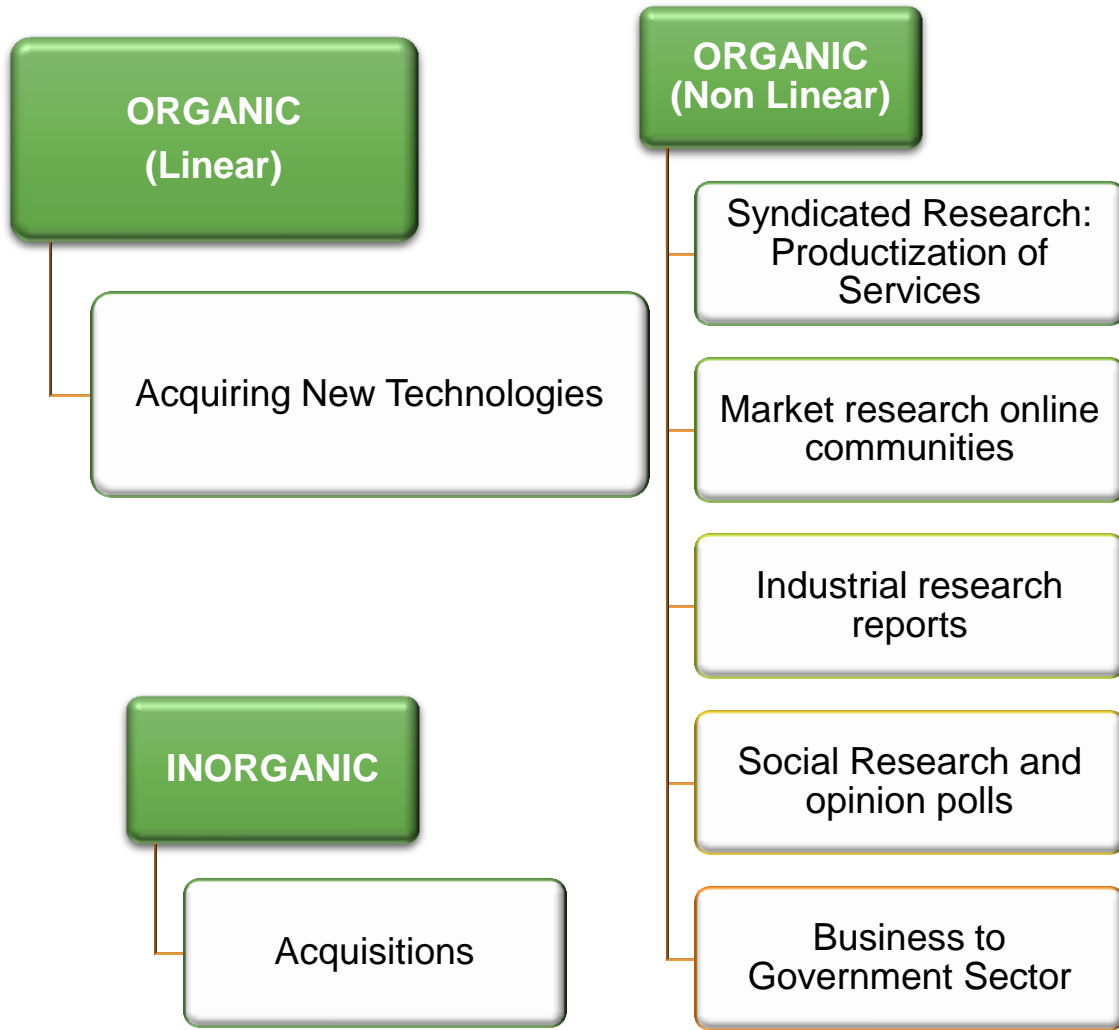 ORGANIC
(Linear)
Acquiring New Technologies
INORGANIC
Acquisitions
ORGANIC
(Non Linear)
Syndicated Research:
Productization of
Services
Market research online
communities
Industrial research
reports
Social Research and
opinion polls
Business to
Government Sector